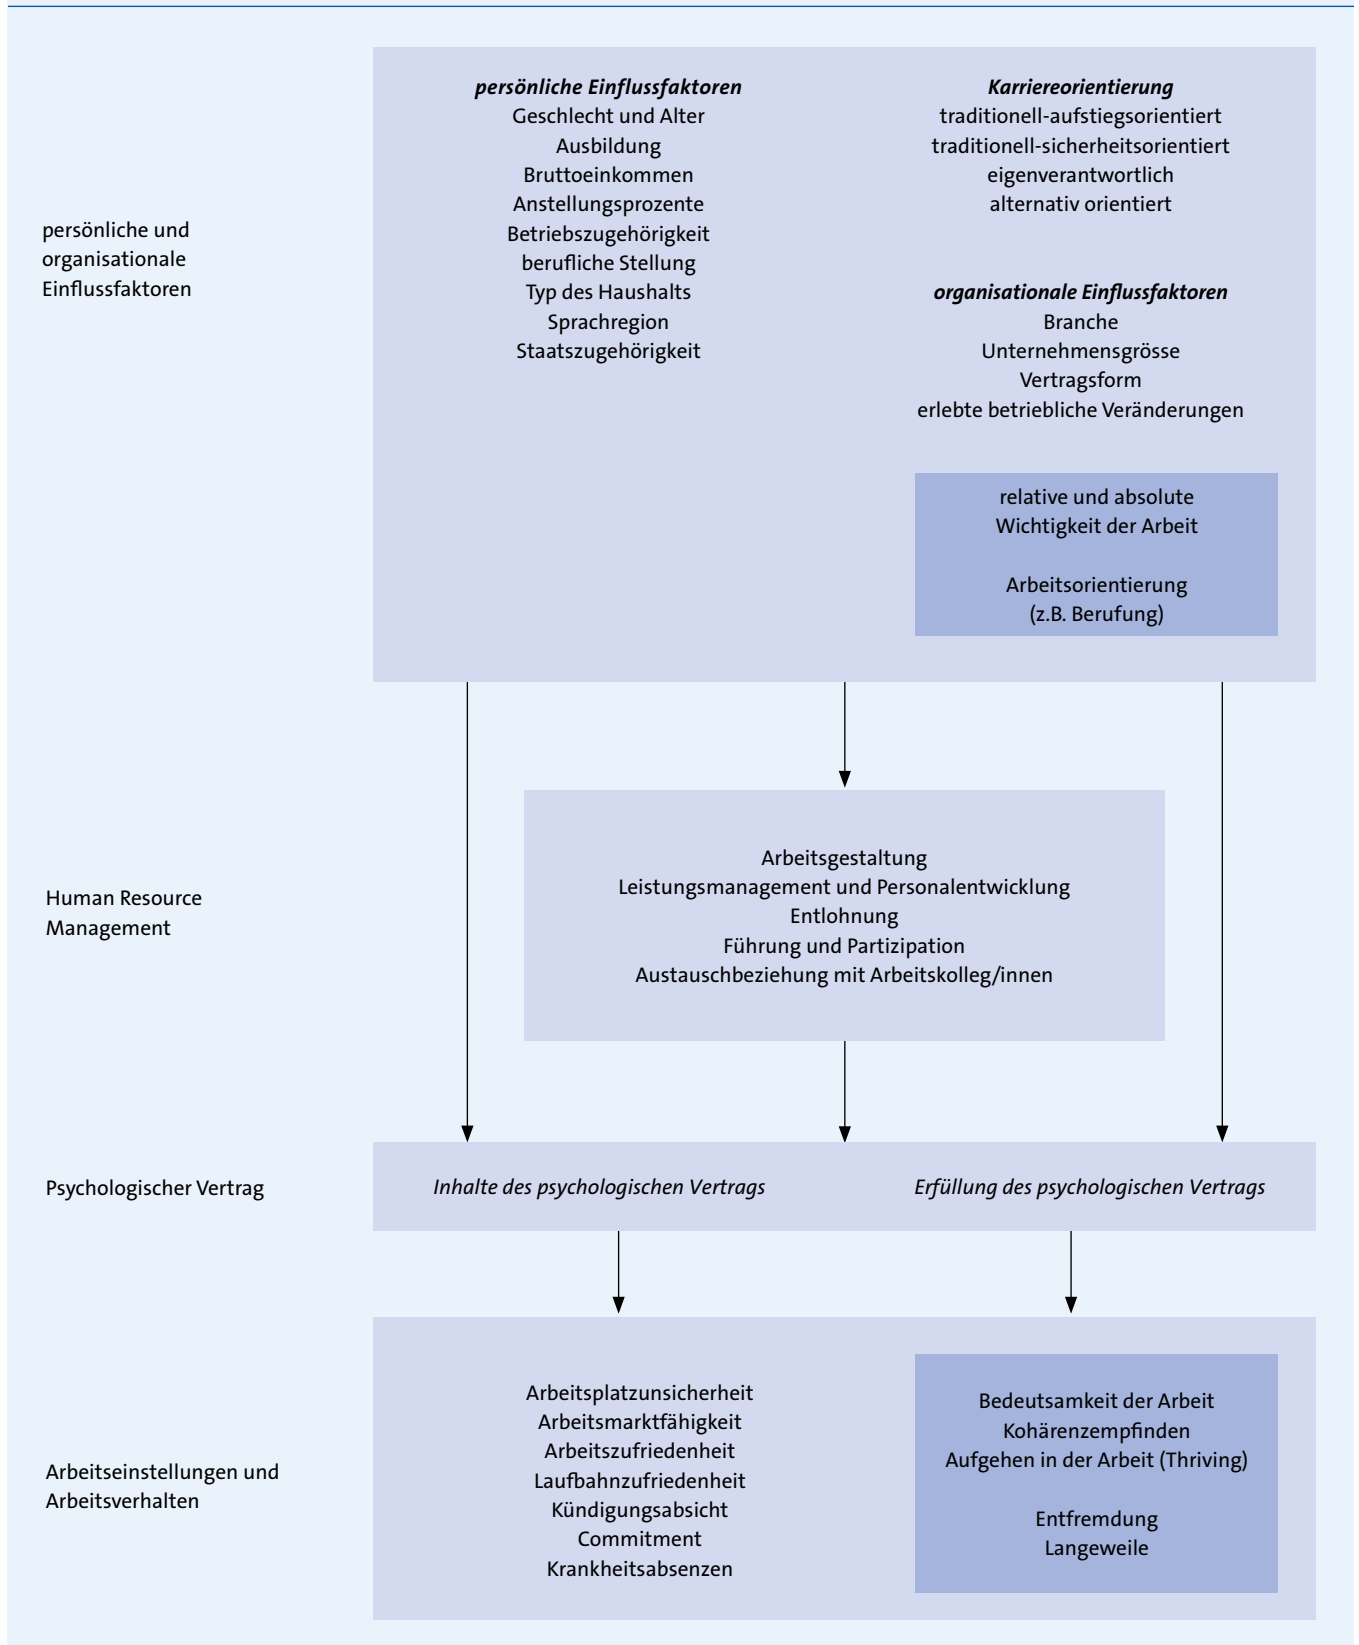 persönliche und
organisationale
Einflussfaktoren
persönliche Einflussfaktoren
Geschlecht und Alter
Ausbildung
Bruttoeinkommen
Anstellungsprozente
Betriebszugehörigkeit
berufliche Stellung
Typ des Haushalts
Sprachregion
Staatszugehörigkeit
Karriereorientierung
traditionell-aufstiegsorientiert
traditionell-sicherheitsorientiert
eigenverantwortlich
alternativ orientiert
organisationale Einflussfaktoren
Branche
Unternehmensgrösse
Vertragsform
erlebte betriebliche Veränderungen
relative und absolute
Wichtigkeit der Arbeit
Arbeitsorientierung
(z.B. Berufung)
Human Resource
Management
Arbeitsgestaltung
Leistungsmanagement und Personalentwicklung
Entlohnung
Führung und Partizipation
Austauschbeziehung mit Arbeitskolleg/innen
Psychologischer Vertrag
Inhalte des psychologischen Vertrags
Erfüllung des psychologischen Vertrags
Arbeitseinstellungen und
Arbeitsverhalten
Arbeitsplatzunsicherheit
Arbeitsmarktfähigkeit
Arbeitszufriedenheit
Laufbahnzufriedenheit
Kündigungsabsicht
Commitment
Krankheitsabsenzen
Bedeutsamkeit der Arbeit
Kohärenzempfinden
Aufgehen in der Arbeit (Thriving)
Entfremdung
Langeweile